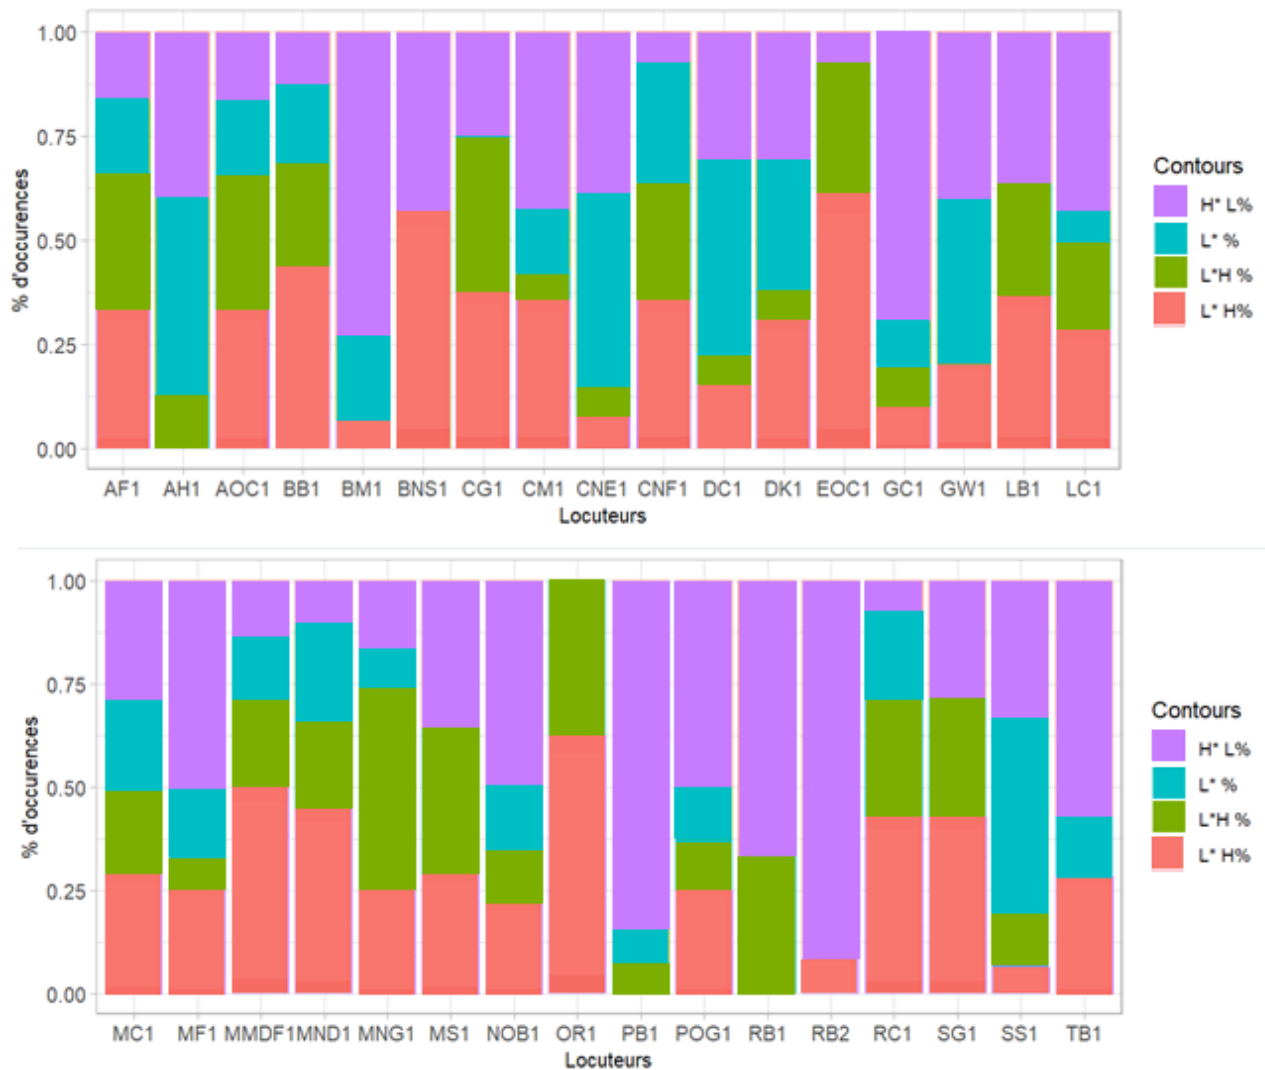 1.00
0.75
0.50
0.25
0.00
% d'occurences
AF1 AH1 AOC1 BB1 BM1 BNS1 CG1 CM1 CNE1 CNF1 DC1 DK1 EOC1 GC1 GW1 LB1 LC1
Locuteurs
Contours
H* L%
L* %
L*H %
L* H%
1.00
0.75
0.50
0.25
0.00
% d'occurences
MC1 MF1 MMDF1 MND1 MNG1 MS1 NOB1 OR1 PB1 POG1 RB1 RB2 RC1 SG1 SS1 TB1
Locuteurs
Contours
H* L%
L* %
L*H %
L* H%